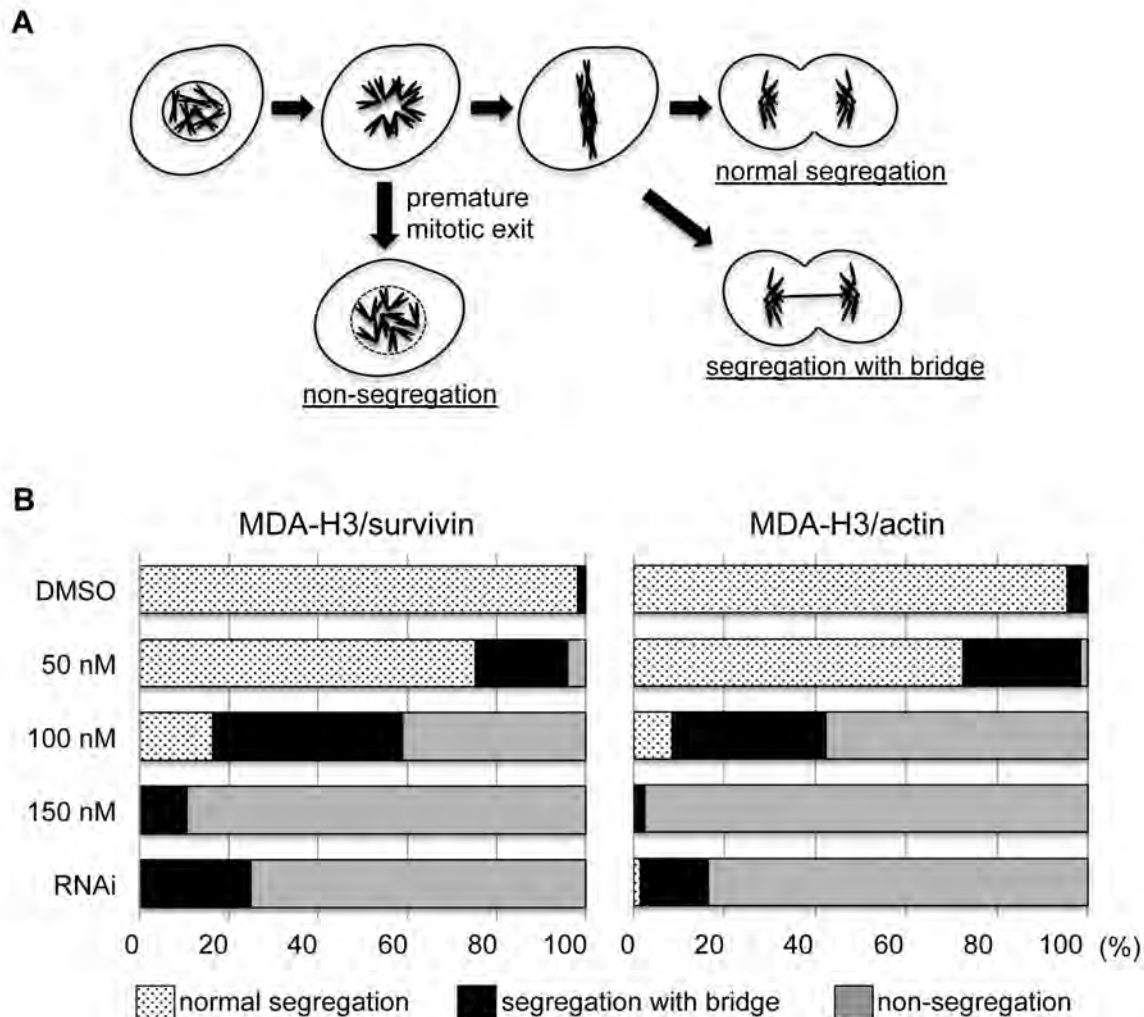 A
normal segregation
premature
mitotic exit
non-segregation
segregation with bridge
B
MDA-H3/survivin
MDA-H3/actin
DMSO
50 nM
100 nM
150 nM
RNAi
0 20 40 60 80 100 0 20 40 60 80 100 (%)
normal segregation segregation with bridge non-segregation